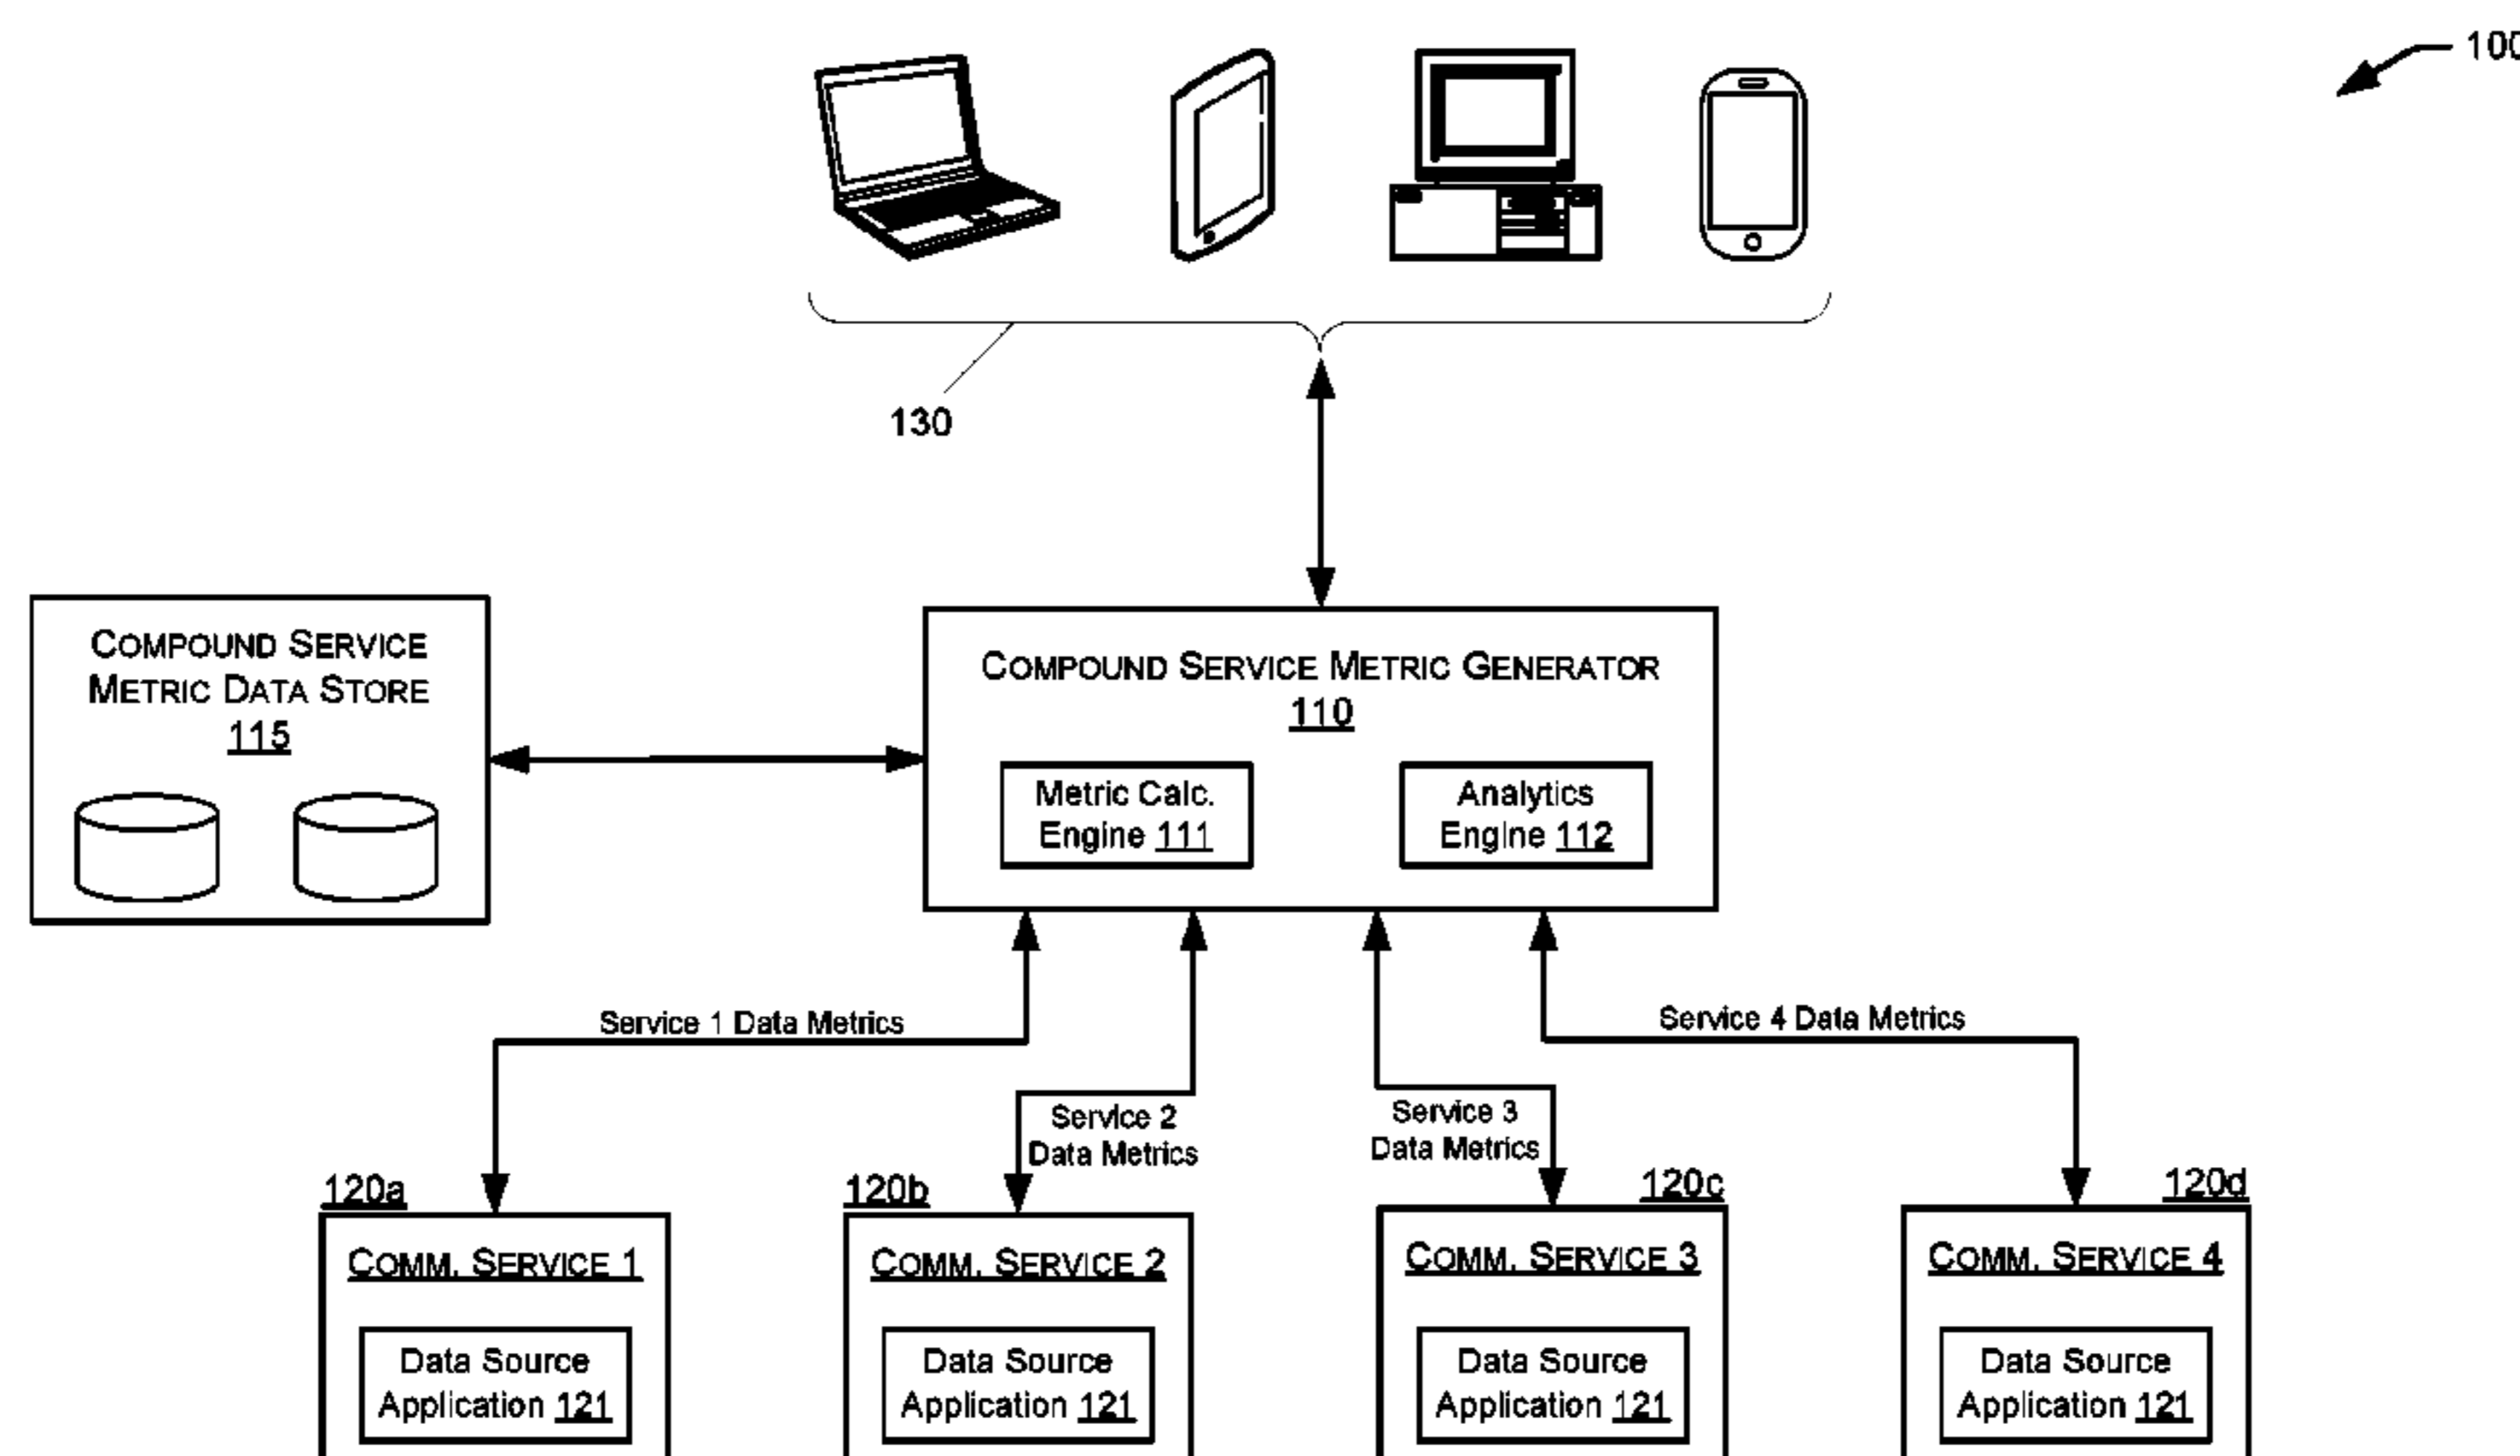 100
130
COMPOUND SERVICE
METRIC DATA STORE
115
COMPOUND SERVICE METRIC GENERATOR
110
Metric Calc.
Engine 111
Analytics
Engine 112
Service 1 Data Metrics
Service 4 Data Metrics
Service 2
Data Metrics
Service 3
Data Metrics
120a
120b
120c
120d
COMM. SERVICE 1
COMM. SERVICE 2
COMM. SERVICE 3
COMM. SERVICE 4
Data Source
Application 121
Data Source
Application 121
Data Source
Application 121
Data Source
Application 121